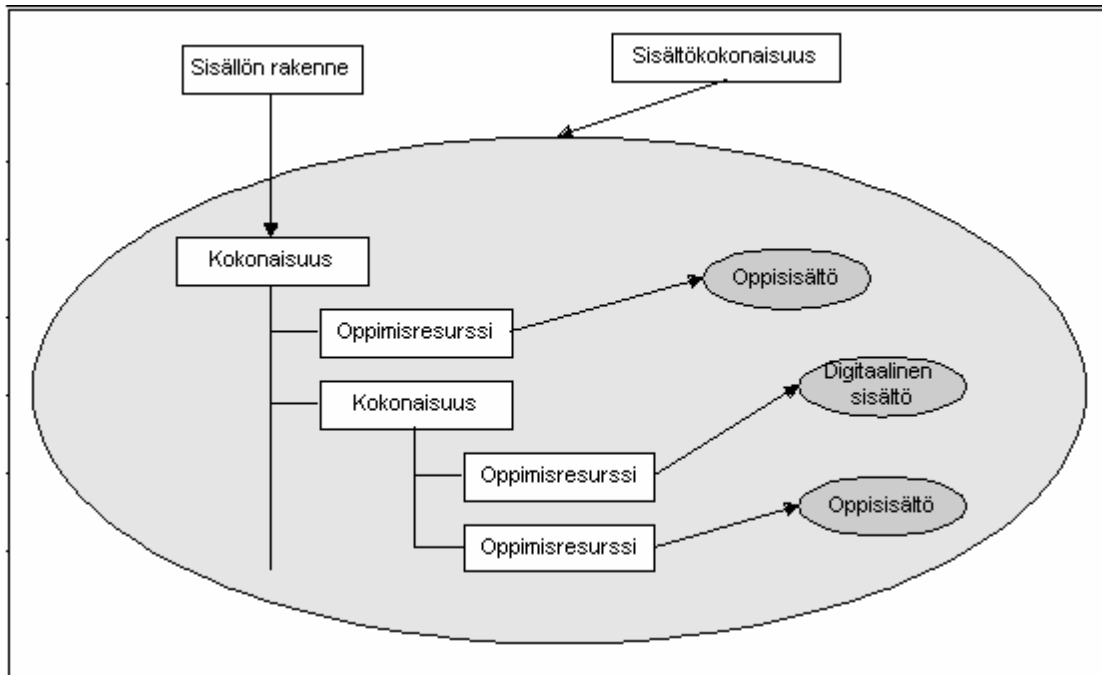 Sisällön rakenne
Sisältökokonaisuus
Kokonaisuus
Oppisisältö
Oppimisresurssi
Digitaalinen
sisältö
Kokonaisuus
Oppimisresurssi
Oppisisältö
Oppimisresurssi